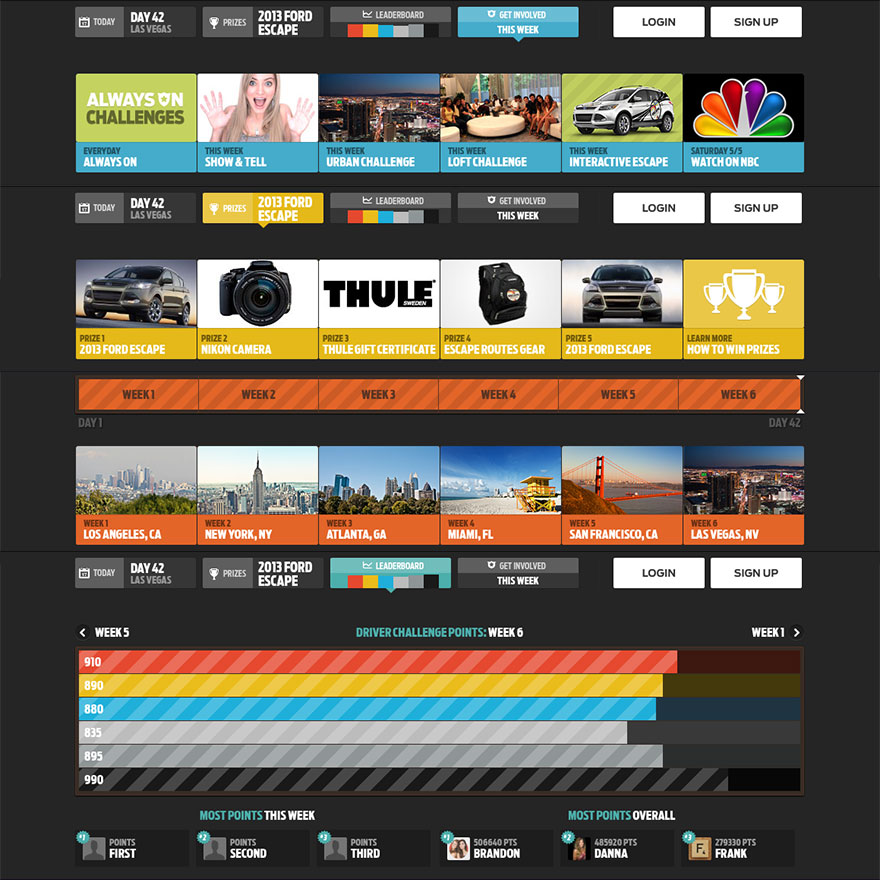 TODAY
DAY 42
LAS VEGAS
PRIZES
2013 FORD
ESCAPE
LEADERBOARD
GET INVOLVED
THIS WEEK
LOGIN
SIGN UP
ALWAYS ON
CHALLENGES
EVERYDAY
ALWAYS ON
THIS WEEK
SHOW & TELL
THIS WEEK
URBAN CHALLENGE
THIS WEEK
LOFT CHALLENGE
THIS WEEK
INTERACTIVE ESCAPE
SATURDAY 5/5
WATCH ON NBC
TODAY
DAY 42
LAS VEGAS
PRIZES
2013 FORD
ESCAPE
LEADERBOARD
GET INVOLVED
THIS WEEK
LOGIN
SIGN UP
THULE
SWEDEN
PRIZE 1
2013 FORD ESCAPE
PRIZE 2
NIKON CAMERA
PRIZE 3
THULE GIFT CERTIFICATE
PRIZE 4
ESCAPE ROUTES GEAR
PRIZE 5
2013 FORD ESCAPE
LEARN MORE
HOW TO WIN PRIZES
WEEK 1 WEEK 2 WEEK 3 WEEK 4 WEEK 5 WEEK 6
DAY 1 DAY 42
WEEK 1
LOS ANGELES, CA
WEEK 2
NEW YORK, NY
WEEK 3
ATLANTA, GA
WEEK 4
MIAMI, FL
WEEK 5
SAN FRANCISCO, CA
WEEK 6
LAS VEGAS, NV
TODAY
DAY 42
LAS VEGAS
PRIZES
2013 FORD
ESCAPE
LEADERBOARD
GET INVOLVED
THIS WEEK
LOGIN
SIGN UP
WEEK 5
DRIVER CHALLENGE POINTS: WEEK 6
WEEK 1
910
890
880
835
895
990
MOST POINTS THIS WEEK
MOST POINTS OVERALL
#1
POINTS
FIRST
#2
POINTS
SECOND
#3
POINTS
THIRD
#1
506640 PTS
BRANDON
#2
485920 PTS
DANNA
#3
279330 PTS
FRANK